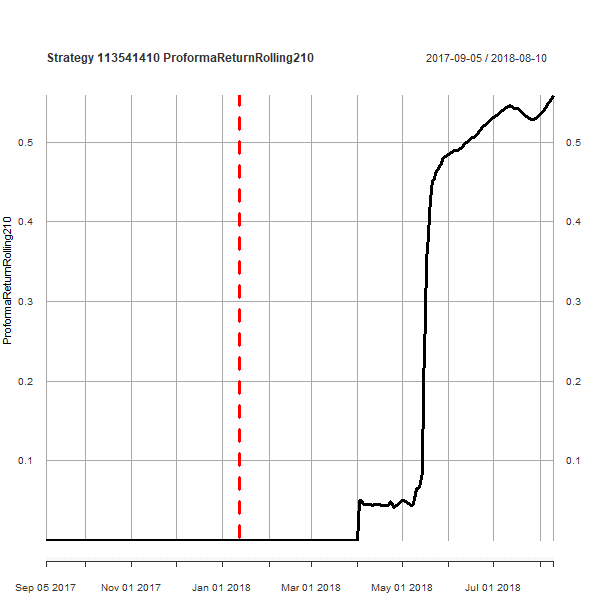 Strategy 113541410 ProformaReturnRolling210
2017-09-05 / 2018-08-10
ProformaReturnRolling210
0.5 0.5
0.4 0.4
0.3 0.3
0.2 0.2
0.1 0.1
Sep 05 2017 Nov 01 2017 Jan 01 2018 Mar 01 2018 May 01 2018 Jul 01 2018